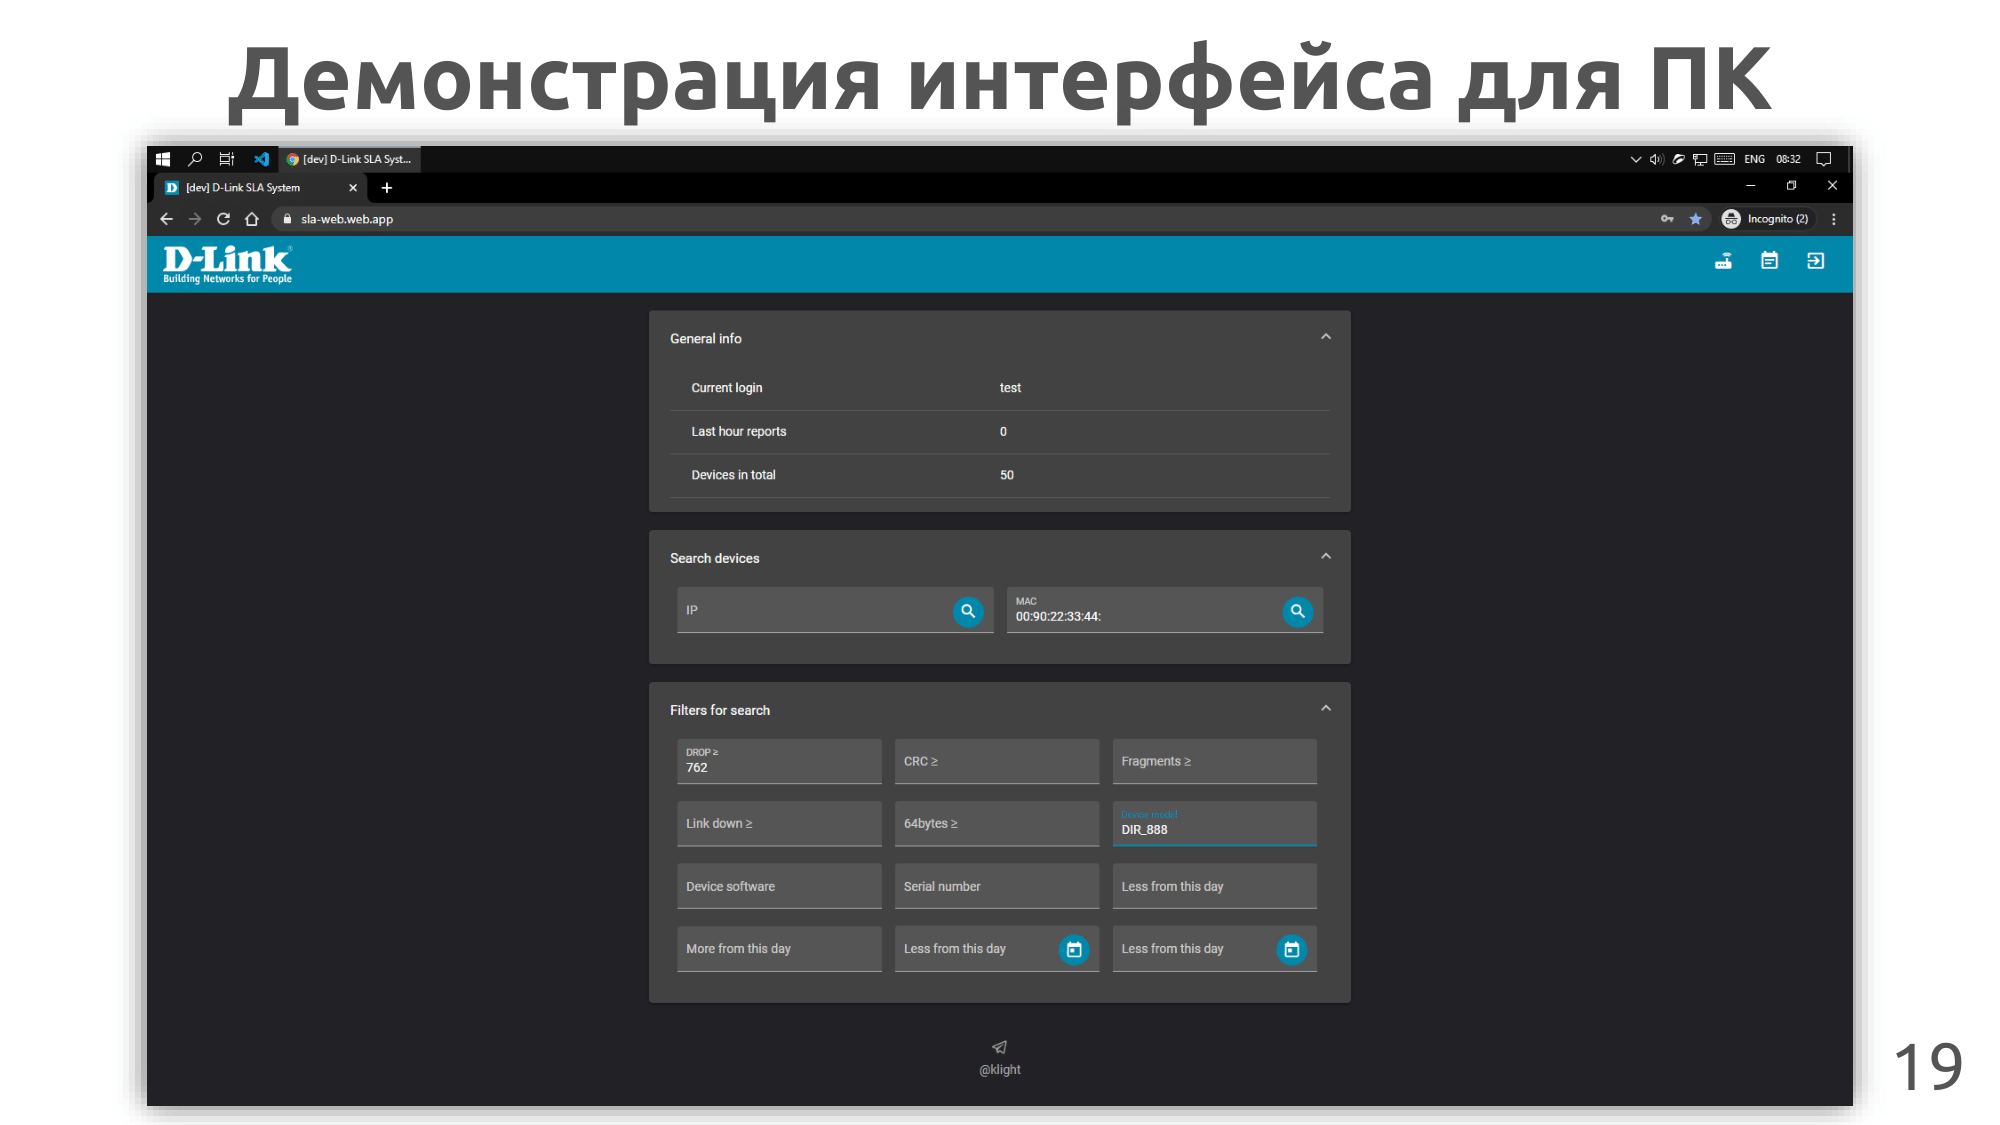 Демонстрация интерфейса для ПК
[dev] D-Link SLA Syst...
ENG 08:32
[dev] D-Link SLA System
sla-web.web.app
Incognito (2)
D-Link®
Building Networks for People
General info
Current login test
Last hour reports 0
Devices in total 50
Search devices
IP
MAC
00:90:22:33:44:
Filters for search
DROP ≥
762
CRC ≥
Fragments ≥
Link down ≥
64bytes ≥
Device model
DIR_888
Device software
Serial number
Less from this day
More from this day
Less from this day
Less from this day
@klight
19